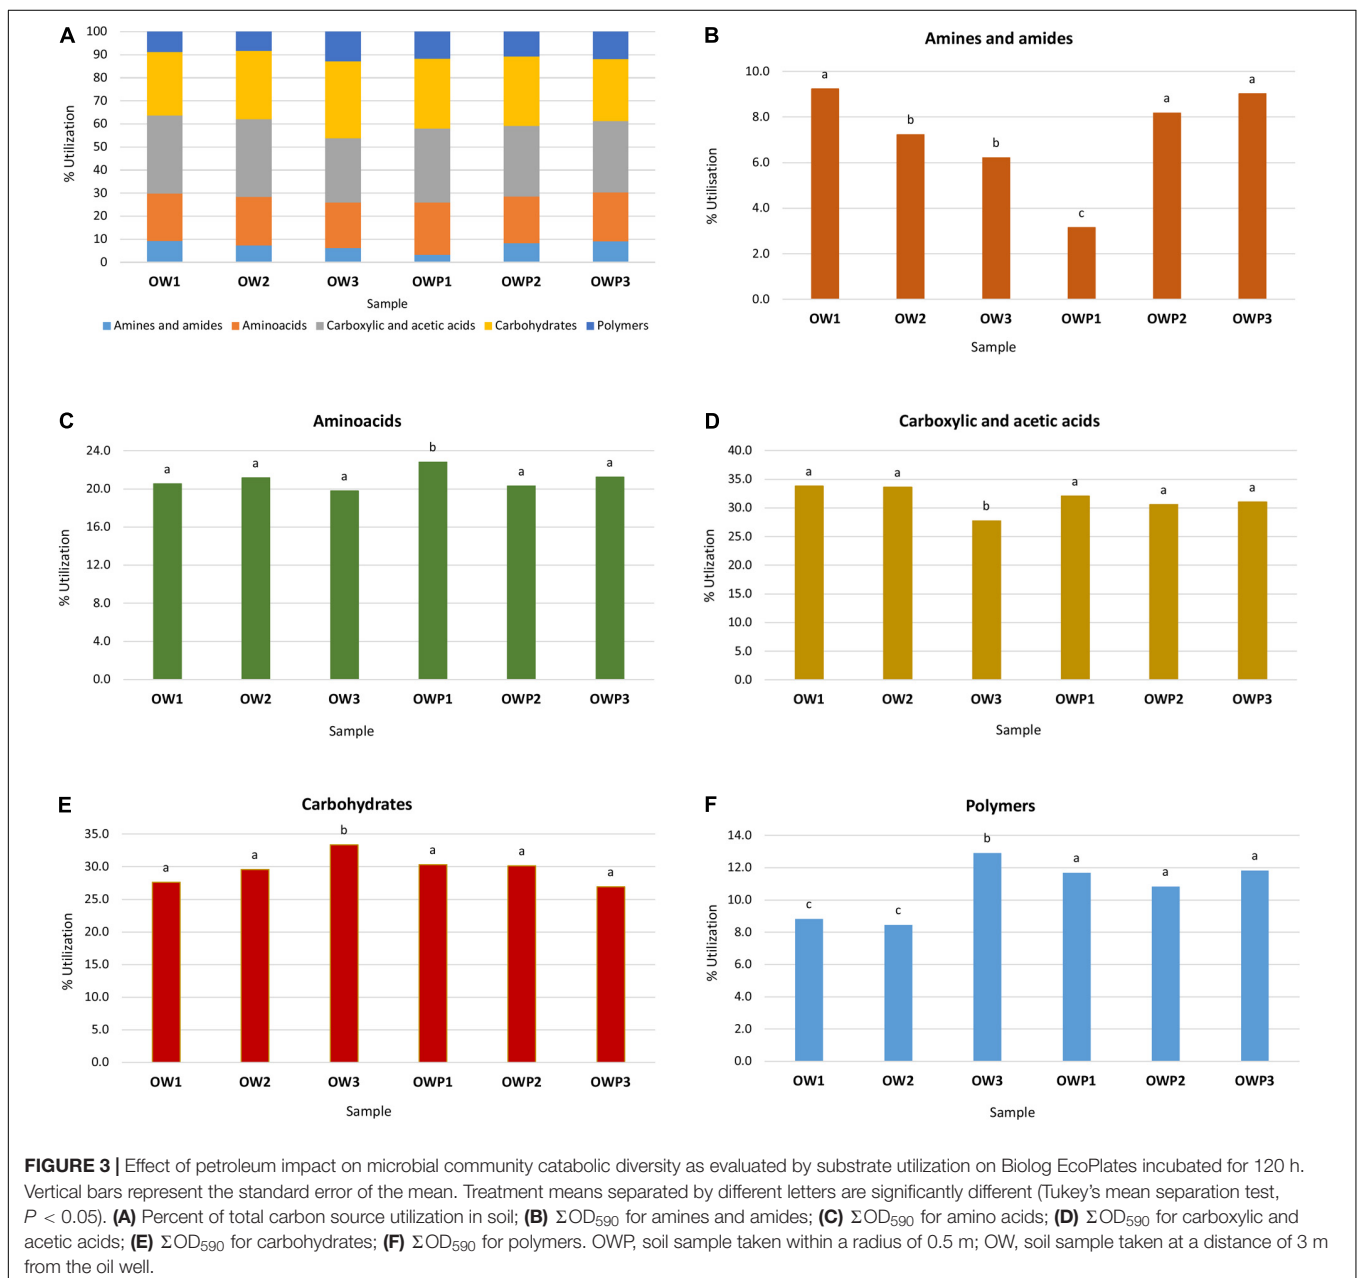 A
100
90
80
70
60
50
40
30
20
10
0
% Utilization
OW1 OW2 OW3 OWP1 OWP2 OWP3
Sample
Amines and amides Aminoacids Carboxylic and acetic acids Carbohydrates Polymers
B
Amines and amides
10.0
8.0
6.0
4.0
2.0
0.0
% Utilisation
a b b c a a
OW1 OW2 OW3 OWP1 OWP2 OWP3
Sample
C
Aminoacids
24.0
20.0
16.0
12.0
8.0
4.0
0.0
% Utilization
a a a b a a
OW1 OW2 OW3 OWP1 OWP2 OWP3
Sample
D
Carboxylic and acetic acids
40.0
35.0
30.0
25.0
20.0
15.0
10.0
5.0
0.0
% Utlization
a a b a a a
OW1 OW2 OW3 OWP1 OWP2 OWP3
Sample
E
Carbohydrates
35.0
30.0
25.0
20.0
15.0
10.0
5.0
0.0
% Utilization
a a b a a a
OW1 OW2 OW3 OWP1 OWP2 OWP3
Sample
F
Polymers
14.0
12.0
10.0
8.0
6.0
4.0
2.0
0.0
% Utilization
c c b a a a
OW1 OW2 OW3 OWP1 OWP2 OWP3
Sample
FIGURE 3 | Effect of petroleum impact on microbial community catabolic diversity as evaluated by substrate utilization on Biolog EcoPlates incubated for 120 h.
Vertical bars represent the standard error of the mean. Treatment means separated by different letters are significantly different (Tukey's mean separation test,
P < 0.05). (A) Percent of total carbon source utilization in soil; (B) ΣOD590 for amines and amides; (C) ΣOD590 for amino acids; (D) ΣOD590 for carboxylic and
acetic acids; (E) ΣOD590 for carbohydrates; (F) ΣOD590 for polymers. OWP, soil sample taken within a radius of 0.5 m; OW, soil sample taken at a distance of 3 m
from the oil well.